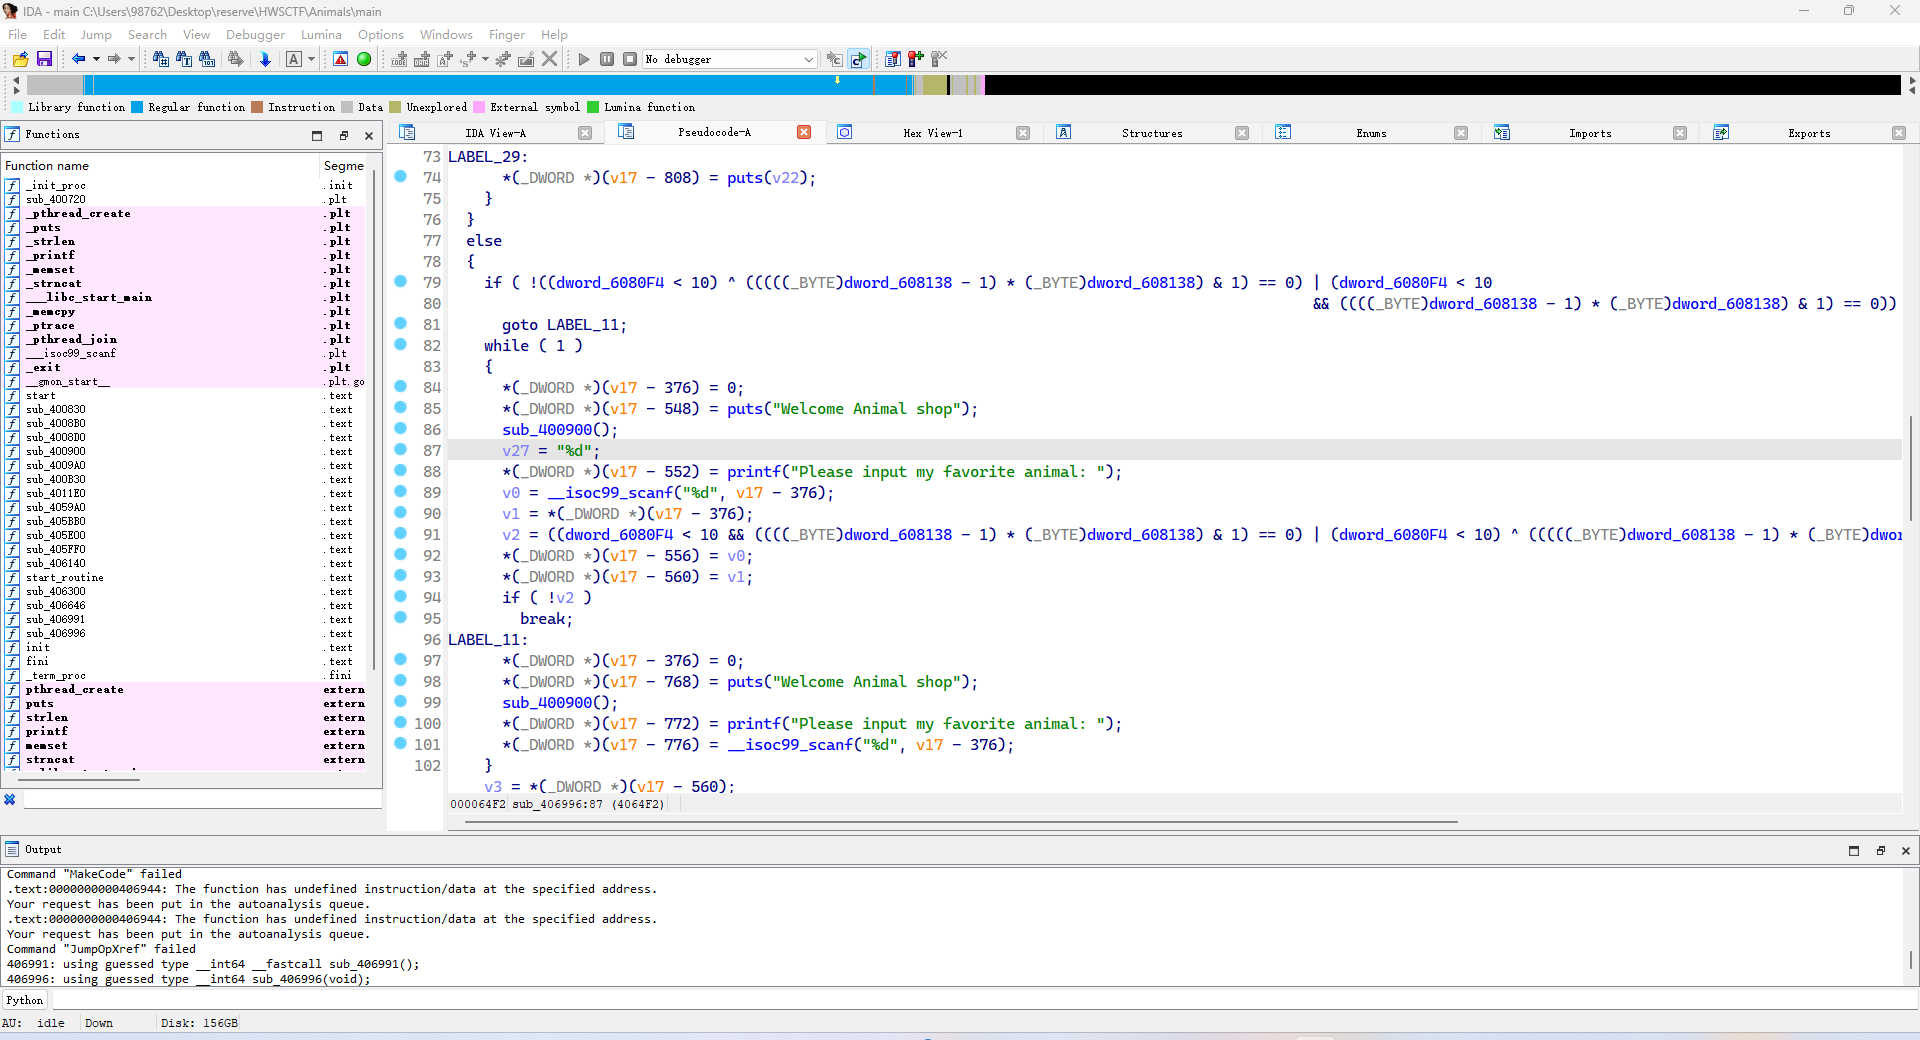 IDA - main C:\Users\98762\Desktop\reserve\HWSCTF\Animals\main
File Edit Jump Search View Debugger Lumina Options Windows Finger Help
No debugger
Library function Regular function Instruction Data Unexplored External symbol Lumina function
Functions
IDA View-A Pseudocode-A Hex View-1 Structures Enums Imports Exports
Function name Segme
_init_proc .init
sub_400720 .plt
_pthread_create .plt
_puts .plt
_strlen .plt
_printf .plt
_memset .plt
_strncat .plt
___libc_start_main .plt
_memcpy .plt
_ptrace .plt
_pthread_join .plt
___isoc99_scanf .plt
_exit .plt
__gmon_start__ .plt.go
start .text
sub_400830 .text
sub_4008B0 .text
sub_4008D0 .text
sub_400900 .text
sub_4009A0 .text
sub_400B30 .text
sub_4011E0 .text
sub_4059A0 .text
sub_405BB0 .text
sub_405E00 .text
sub_405FF0 .text
sub_406140 .text
start_routine .text
sub_406300 .text
sub_406646 .text
sub_406991 .text
sub_406996 .text
init .text
fini .text
_term_proc .fini
pthread_create extern
puts extern
strlen extern
printf extern
memset extern
strncat extern
73 LABEL_29:
74 *(_DWORD *)(v17 - 808) = puts(v22);
75 }
76 }
77 else
78 {
79 if ( !((dword_6080F4 < 10) ^ (((((_BYTE)dword_608138 - 1) * (_BYTE)dword_608138) & 1) == 0) | (dword_6080F4 < 10
80 && ((((_BYTE)dword_608138 - 1) * (_BYTE)dword_608138) & 1) == 0))
81 goto LABEL_11;
82 while ( 1 )
83 {
84 *(_DWORD *)(v17 - 376) = 0;
85 *(_DWORD *)(v17 - 548) = puts("Welcome Animal shop");
86 sub_400900();
87 v27 = "%d";
88 *(_DWORD *)(v17 - 552) = printf("Please input my favorite animal: ");
89 v0 = __isoc99_scanf("%d", v17 - 376);
90 v1 = *(_DWORD *)(v17 - 376);
91 v2 = ((dword_6080F4 < 10 && ((((_BYTE)dword_608138 - 1) * (_BYTE)dword_608138) & 1) == 0) | (dword_6080F4 < 10) ^ (((((_BYTE)dword_608138 - 1) * (_BYTE)dwor
92 *(_DWORD *)(v17 - 556) = v0;
93 *(_DWORD *)(v17 - 560) = v1;
94 if ( !v2 )
95 break;
96 LABEL_11:
97 *(_DWORD *)(v17 - 376) = 0;
98 *(_DWORD *)(v17 - 768) = puts("Welcome Animal shop");
99 sub_400900();
100 *(_DWORD *)(v17 - 772) = printf("Please input my favorite animal: ");
101 *(_DWORD *)(v17 - 776) = __isoc99_scanf("%d", v17 - 376);
102 }
v3 = *(_DWORD *)(v17 - 560);
000064F2 sub_406996:87 (4064F2)
Output
Command "MakeCode" failed
.text:0000000000406944: The function has undefined instruction/data at the specified address.
Your request has been put in the autoanalysis queue.
.text:0000000000406944: The function has undefined instruction/data at the specified address.
Your request has been put in the autoanalysis queue.
Command "JumpOpXref" failed
406991: using guessed type __int64 __fastcall sub_406991();
406996: using guessed type __int64 sub_406996(void);
Python
AU: idle Down Disk: 156GB